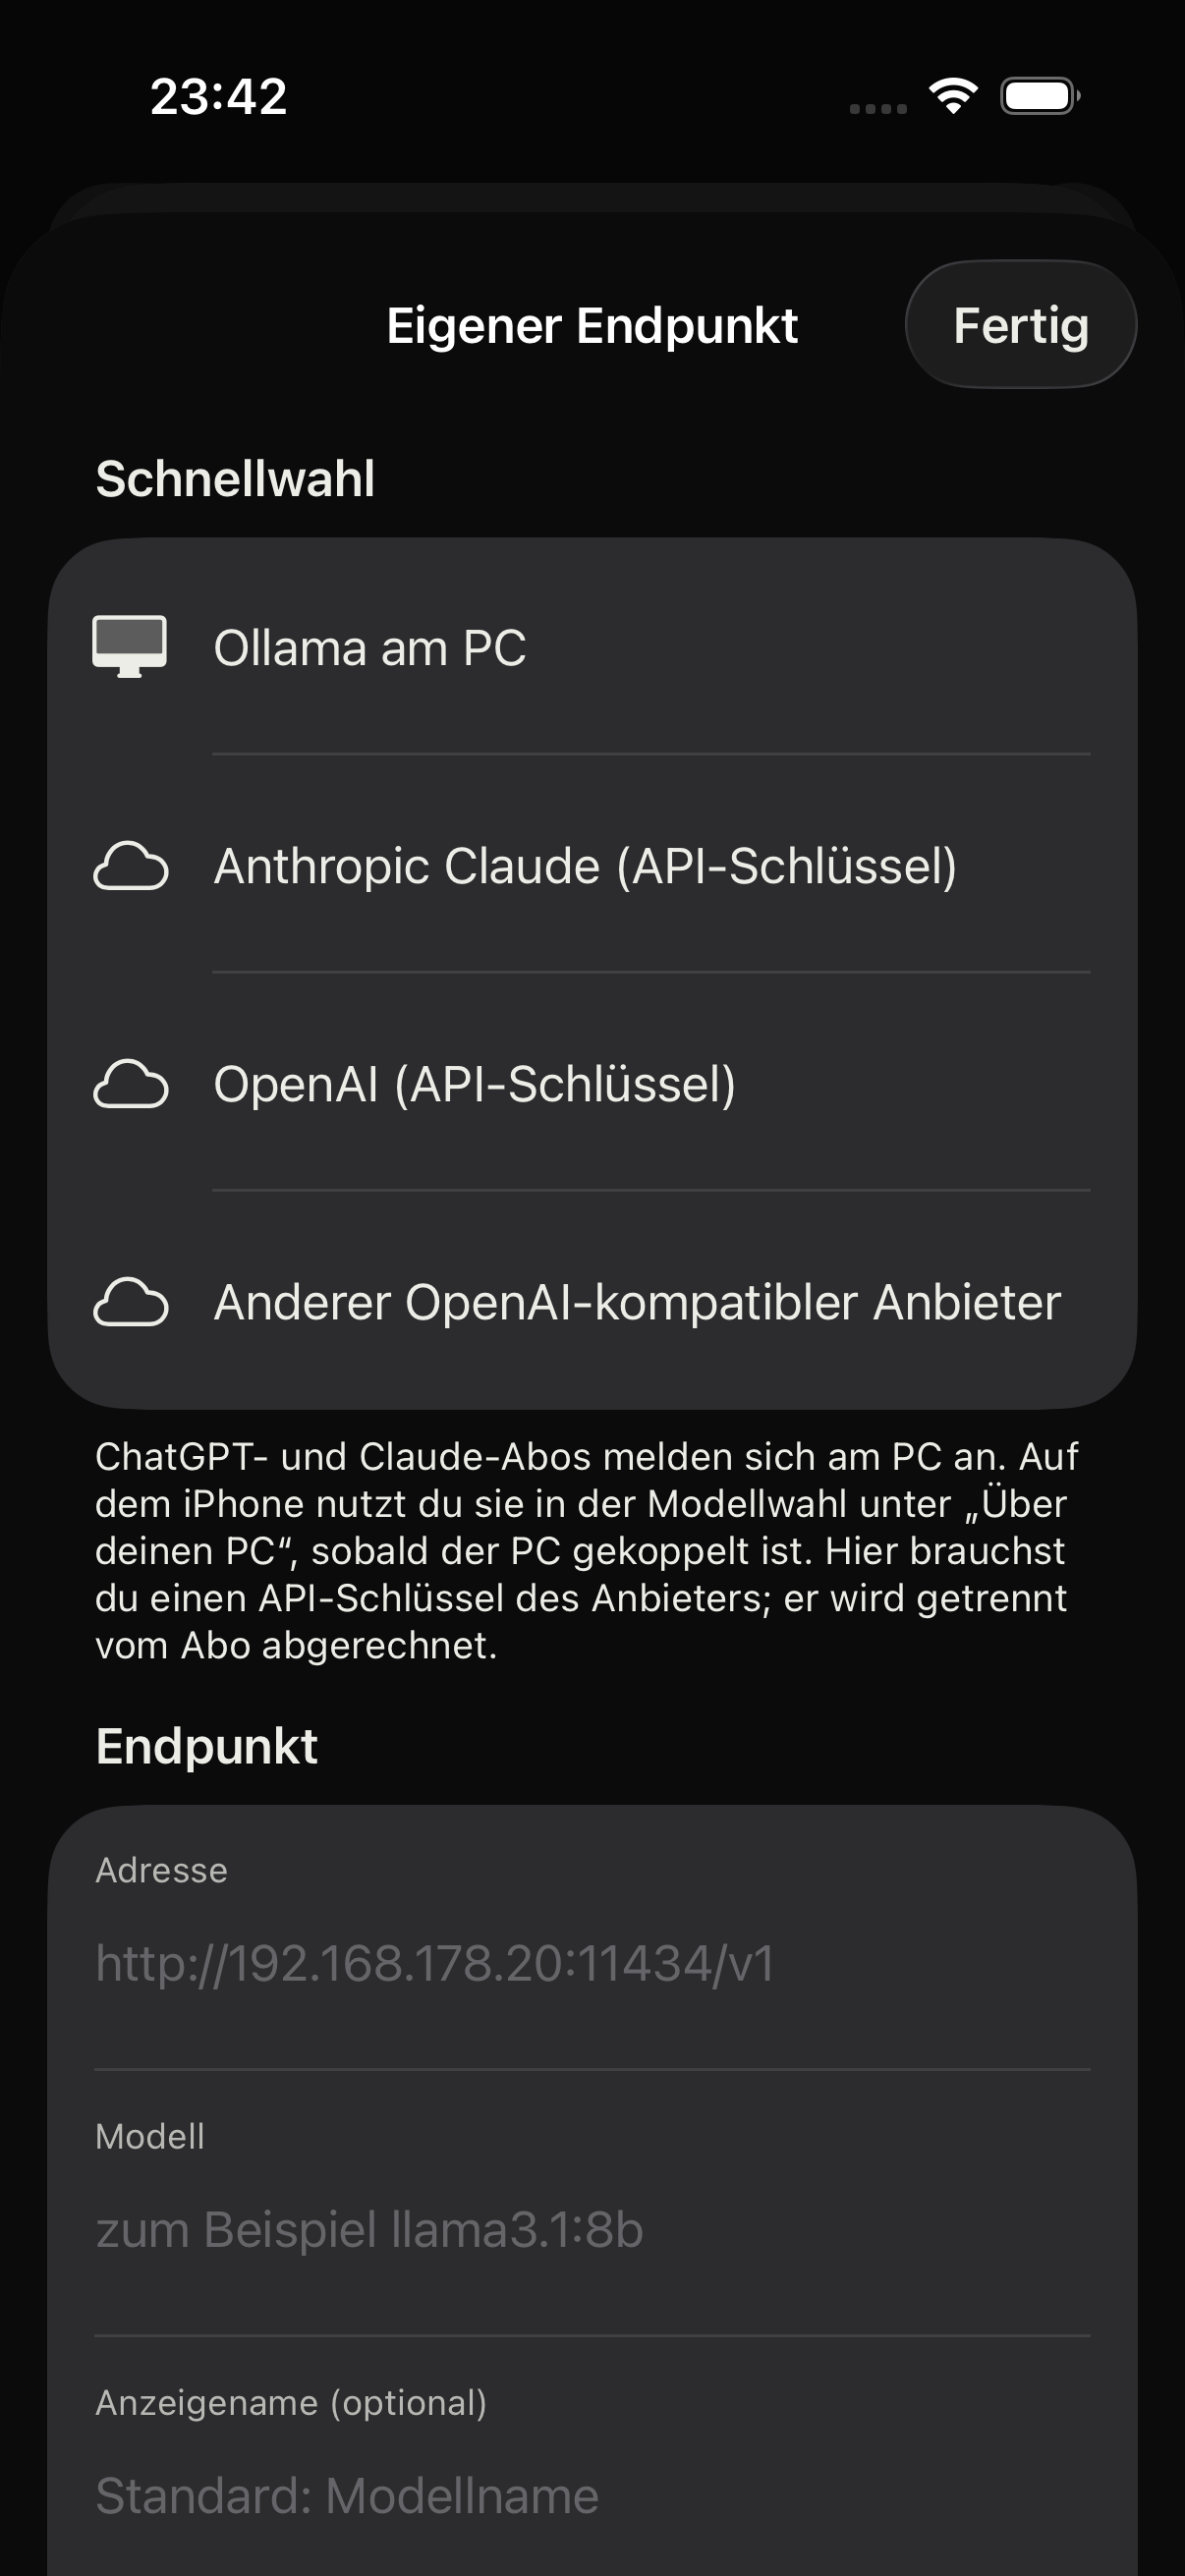 23:42
Eigener Endpunkt
Fertig
Schnellwahl
Ollama am PC
Anthropic Claude (API-Schlüssel)
OpenAI (API-Schlüssel)
Anderer OpenAI-kompatibler Anbieter
ChatGPT- und Claude-Abos melden sich am PC an. Auf
dem iPhone nutzt du sie in der Modellwahl unter „Über
deinen PC“, sobald der PC gekoppelt ist. Hier brauchst
du einen API-Schlüssel des Anbieters; er wird getrennt
vom Abo abgerechnet.
Endpunkt
Adresse
http://192.168.178.20:11434/v1
Modell
zum Beispiel llama3.1:8b
Anzeigename (optional)
Standard: Modellname